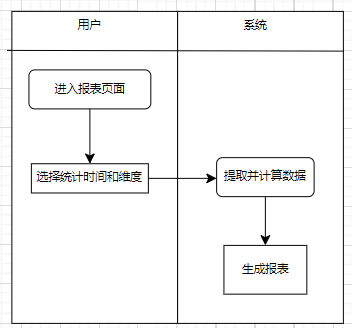 用户
系统
进入报表页面
选择统计时间和维度
提取并计算数据
生成报表